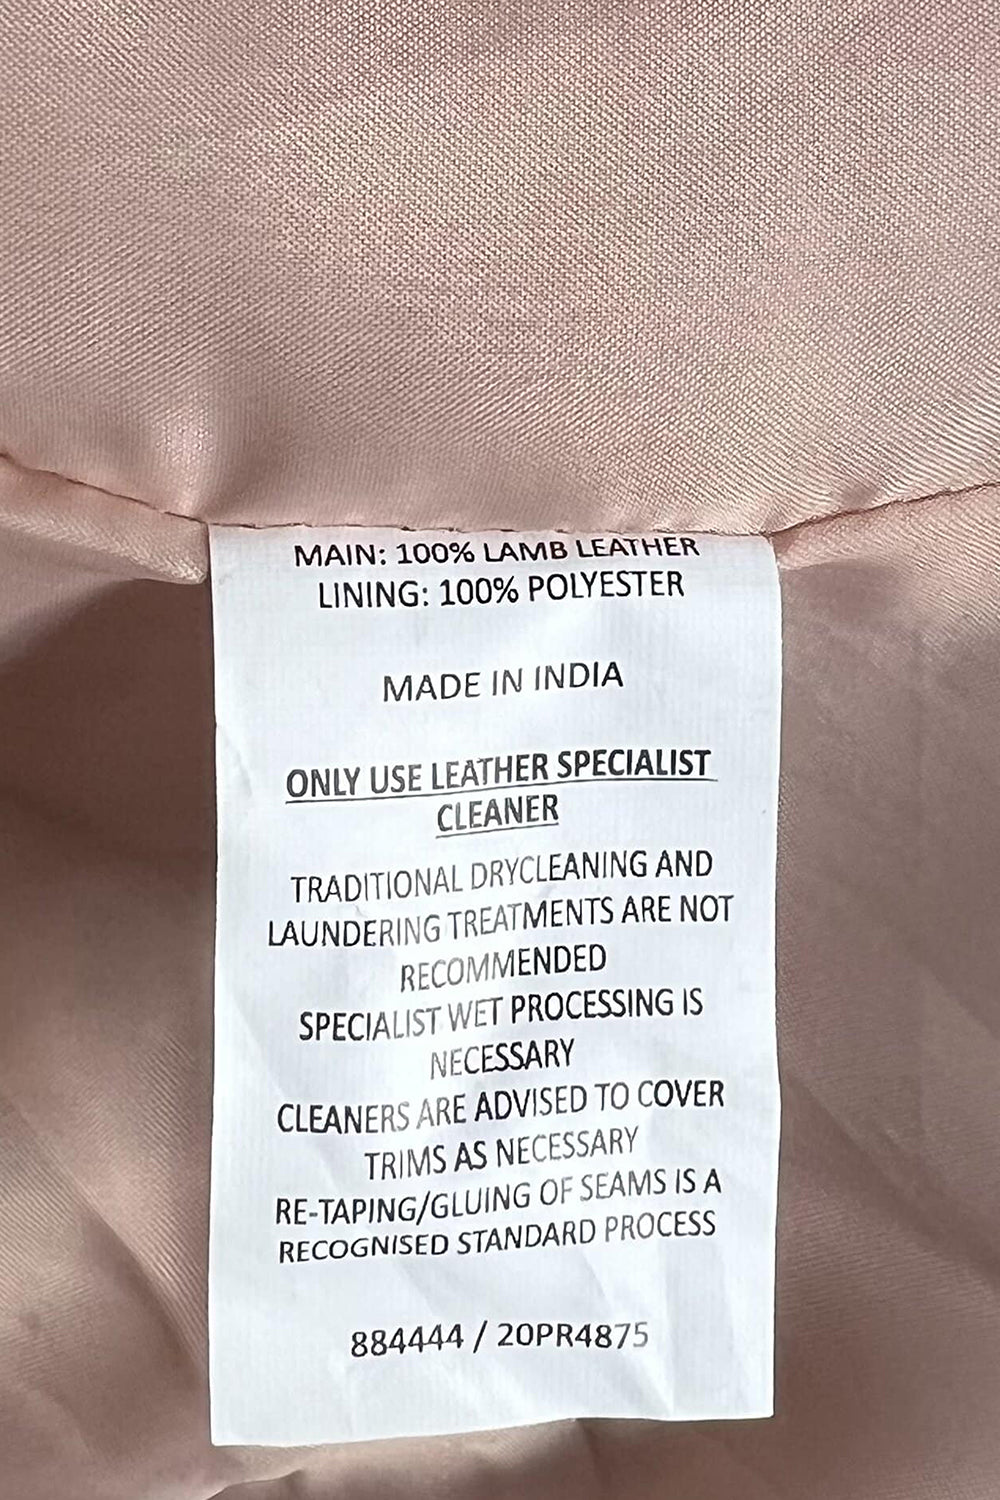 MAIN: 100% LAMB LEATHER
LINING: 100% POLYESTER
MADE IN INDIA
ONLY USE LEATHER SPECIALIST
CLEANER
TRADITIONAL DRYCLEANING AND
LAUNDERING TREATMENTS ARE NOT
RECOMMENDED
SPECIALIST WET PROCESSING IS
NECESSARY
CLEANERS ARE ADVISED TO COVER
TRIMS AS NECESSARY
RE-TAPING/GLUING OF SEAMS IS A
RECOGNISED STANDARD PROCESS
884444 / 20PR4875